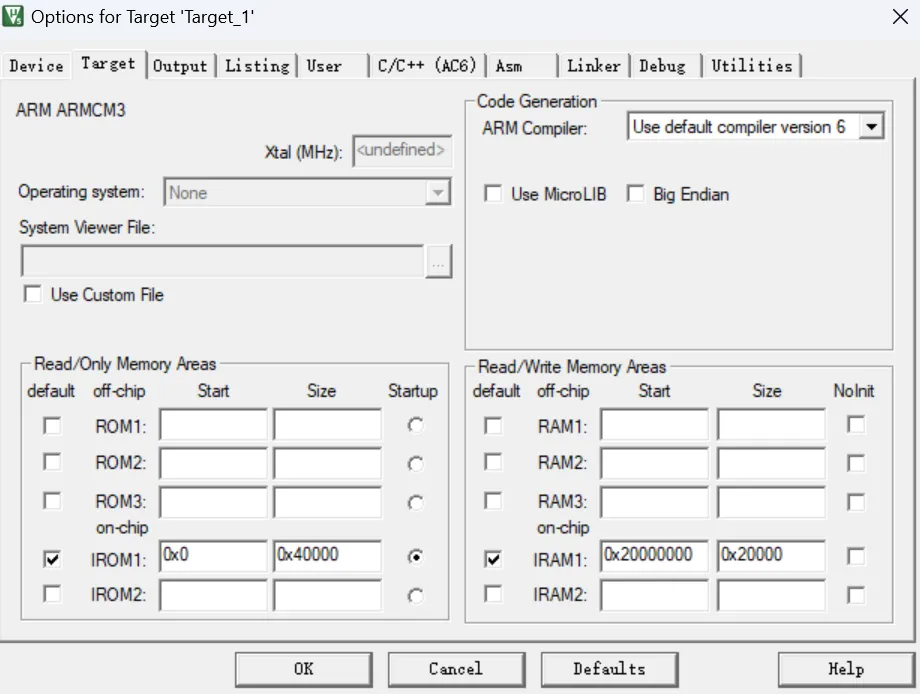 Options for Target 'Target_1'
Device Target Output Listing User C/C++ (AC6) Asm Linker Debug Utilities
ARM ARMCM3
Xtal (MHz): <undefined>
Operating system: None
System Viewer File:
...
Use Custom File
Code Generation
ARM Compiler: Use default compiler version 6
Use MicroLIB Big Endian
Read/Only Memory Areas
default off-chip Start Size Startup
ROM1:
ROM2:
ROM3:
on-chip
IROM1: 0x0 0x40000
IROM2:
Read/Write Memory Areas
default off-chip Start Size NoInit
RAM1:
RAM2:
RAM3:
on-chip
IRAM1: 0x20000000 0x20000
IRAM2:
OK Cancel Defaults Help